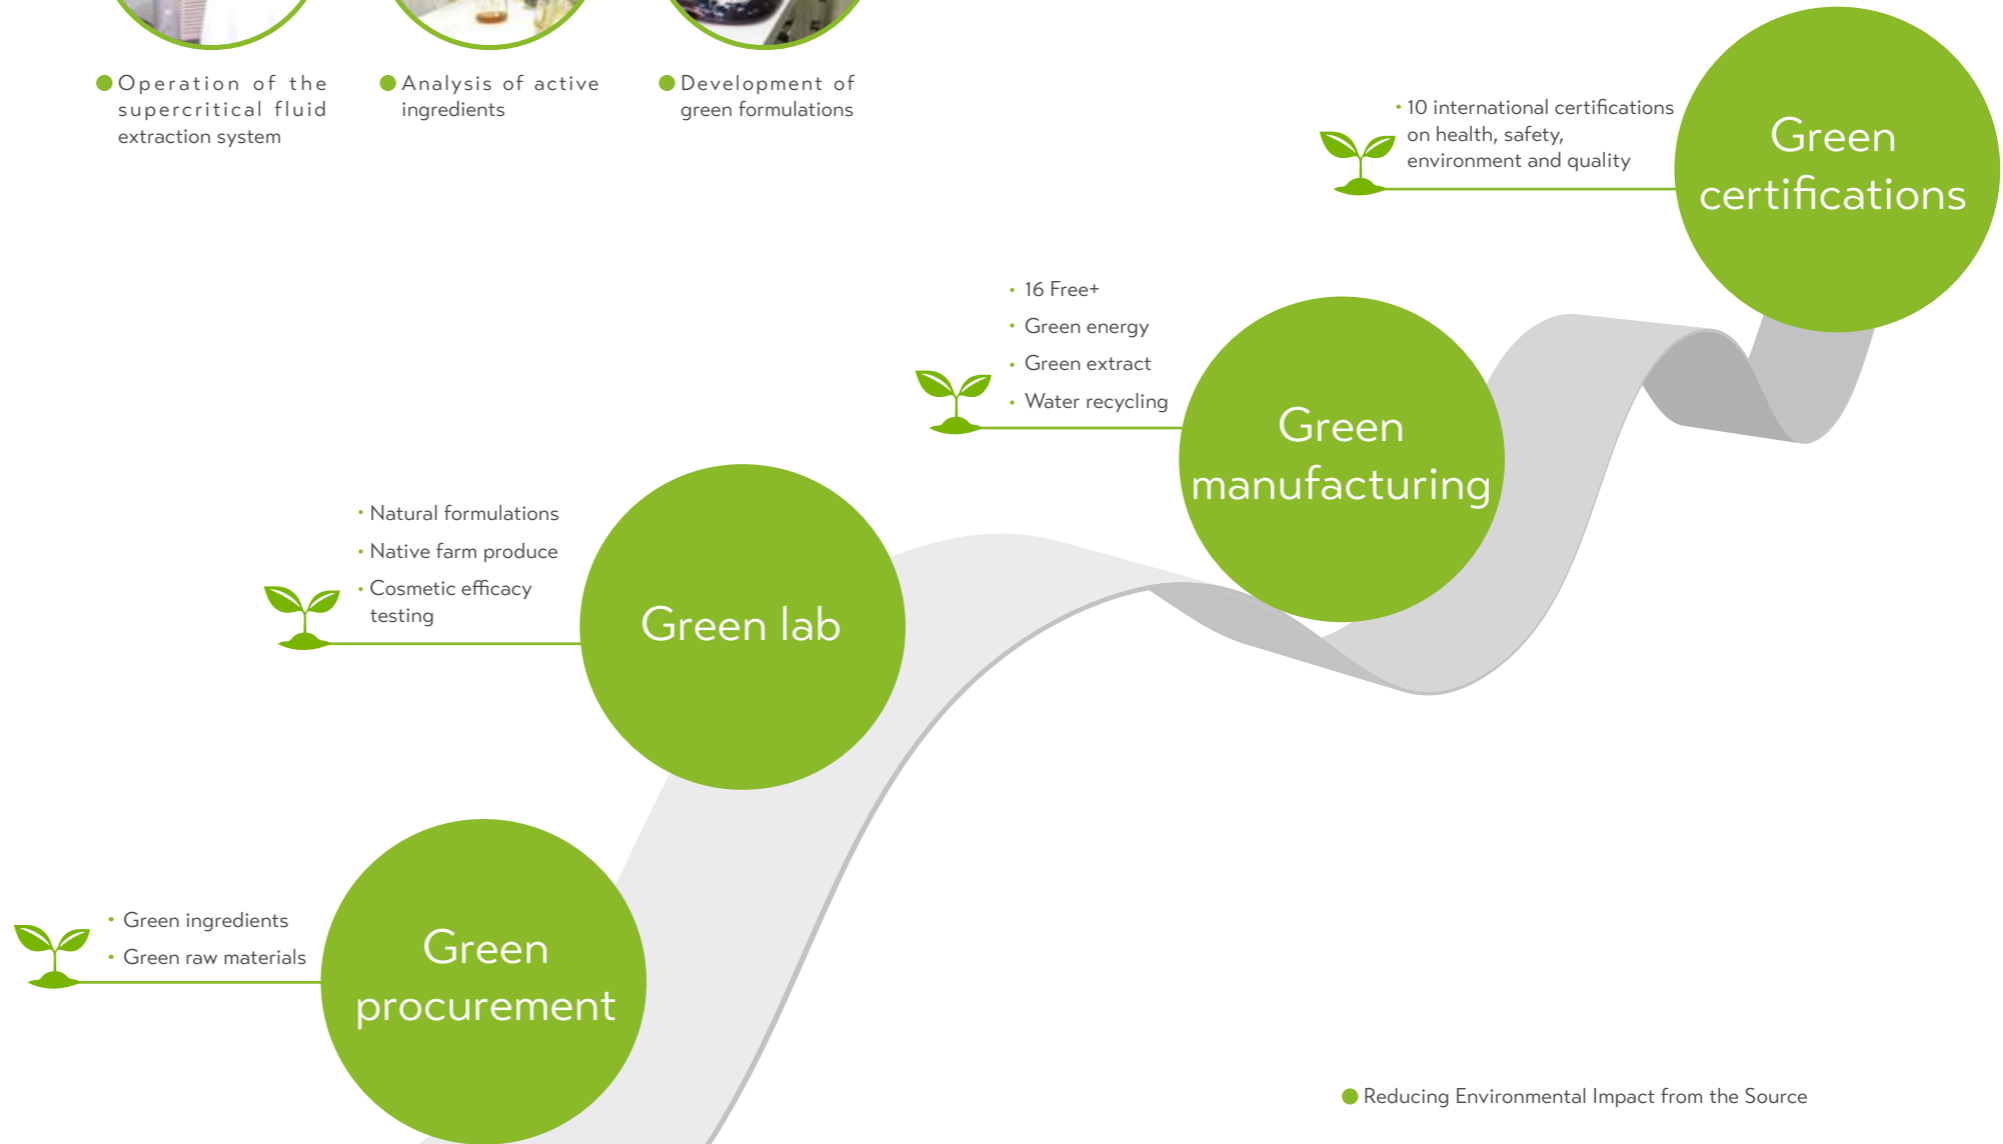 Operation of the
supercritical fluid
extraction system
Analysis of active
ingredients
Development of
green formulations
• 10 international certifications
on health, safety,
environment and quality
Green
certifications
• 16 Free+
• Green energy
• Green extract
• Water recycling
Green
manufacturing
• Natural formulations
• Native farm produce
• Cosmetic efficacy
testing
Green lab
• Green ingredients
• Green raw materials
Green
procurement
Reducing Environmental Impact from the Source